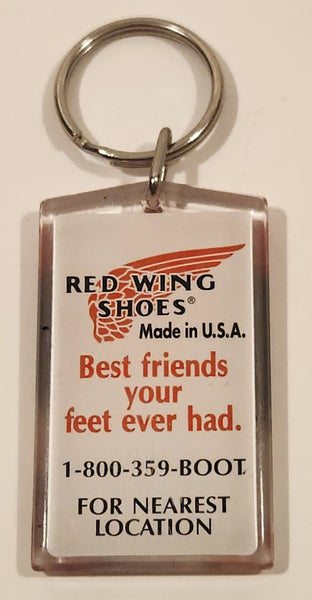 RED WING
SHOES®
Made in U.S.A.
Best friends
your
feet ever had.
1-800-359-BOOT
FOR NEAREST
LOCATION